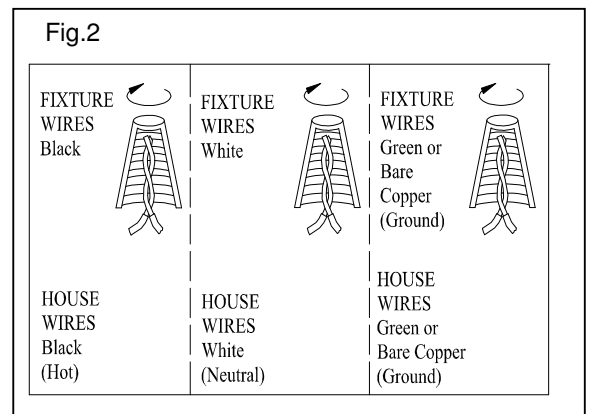 Fig.2
FIXTURE
WIRES
Black
HOUSE
WIRES
Black
(Hot)
FIXTURE
WIRES
White
HOUSE
WIRES
White
(Neutral)
FIXTURE
WIRES
Green or
Bare
Copper
(Ground)
HOUSE
WIRES
Green or
Bare Copper
(Ground)